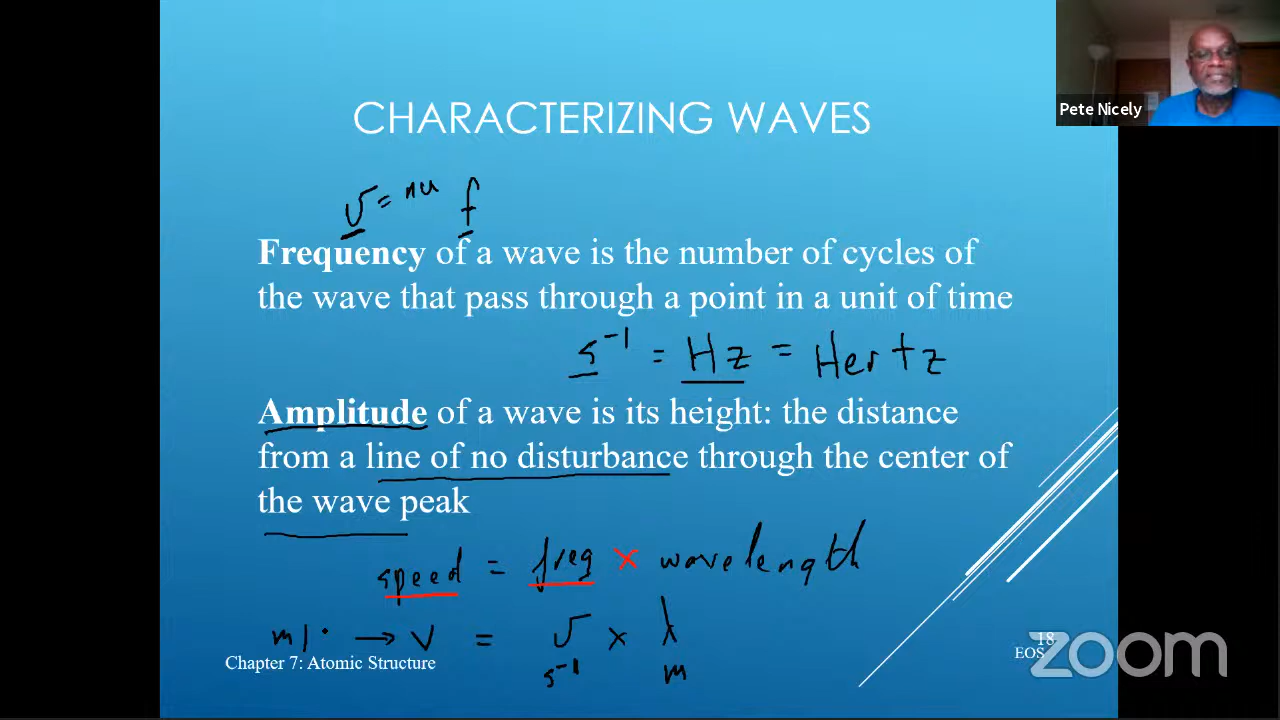 Pete Nicely
CHARACTERIZING WAVES
ν = nu f
Frequency of a wave is the number of cycles of
the wave that pass through a point in a unit of time
s⁻¹ = Hz = Hertz
Amplitude of a wave is its height: the distance
from a line of no disturbance through the center of
the wave peak
speed = freq × wavelength
m/ → v = ν × λ
s⁻¹ m
Chapter 7: Atomic Structure
18
EOS
zoom